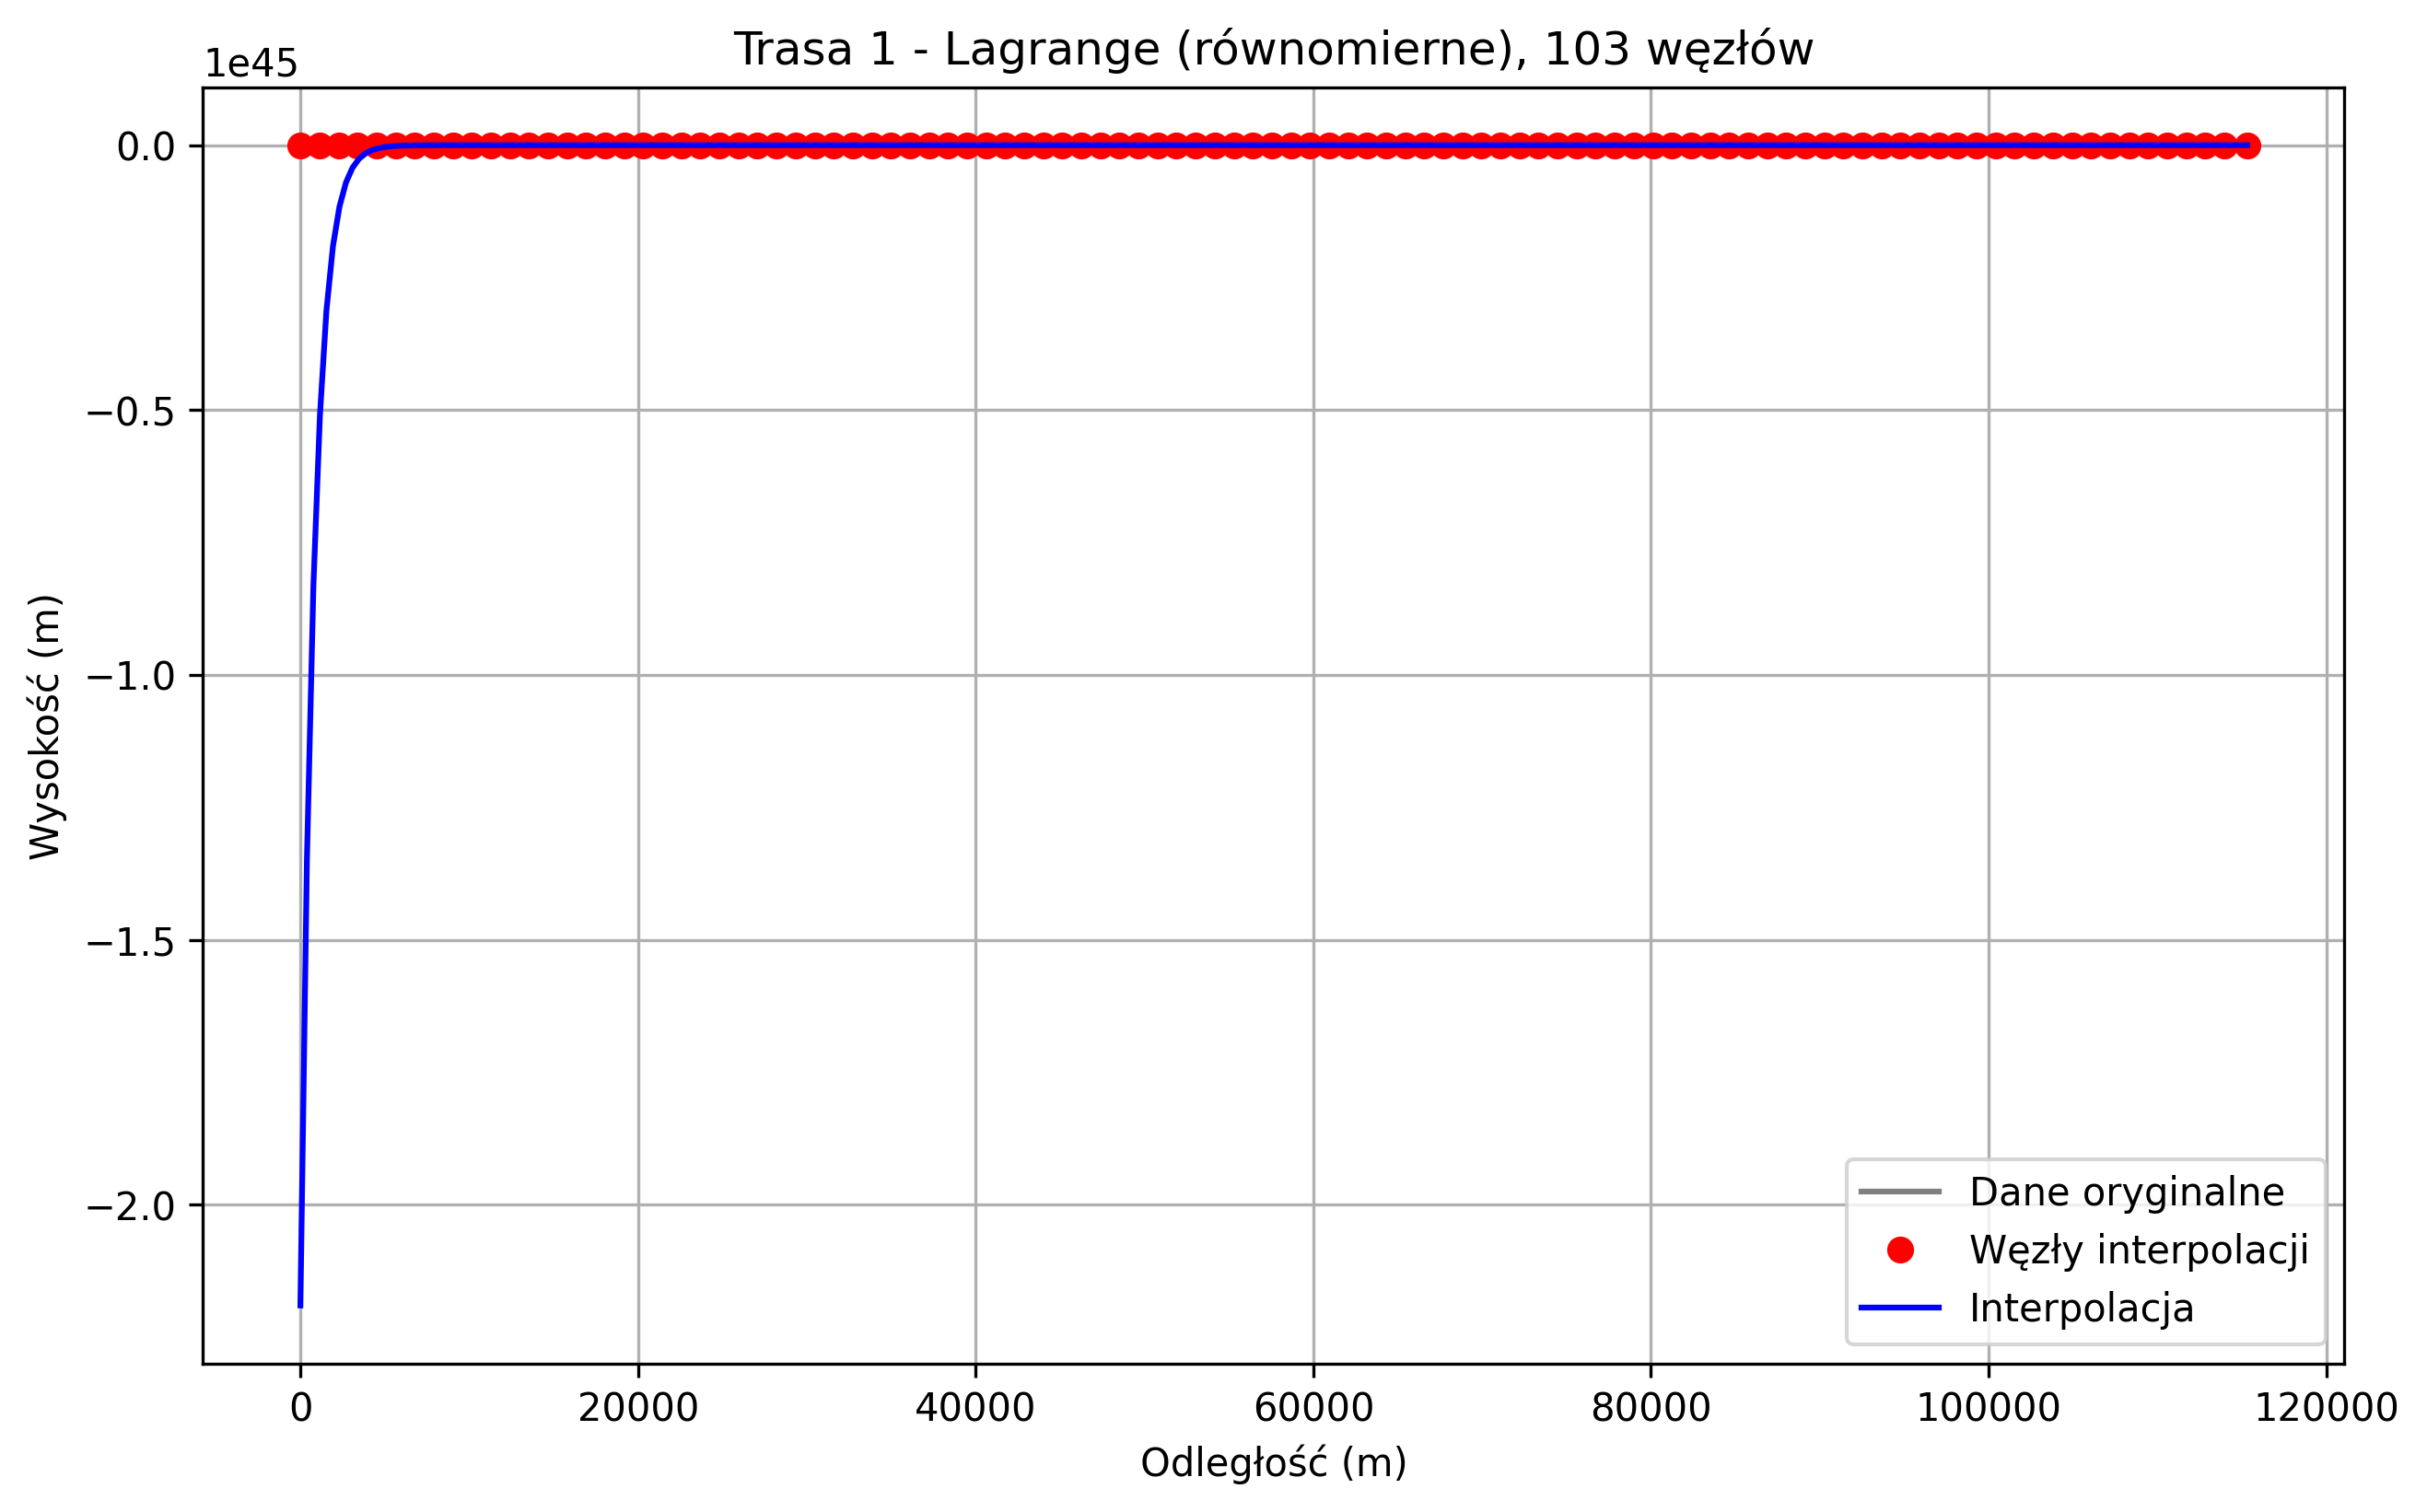 Trasa 1 - Lagrange (równomierne), 103 węzłów
1e45
0.0
−0.5
−1.0
−1.5
−2.0
Wysokość (m)
0
20000
40000
60000
80000
100000
120000
Odległość (m)
Dane oryginalne
Węzły interpolacji
Interpolacja